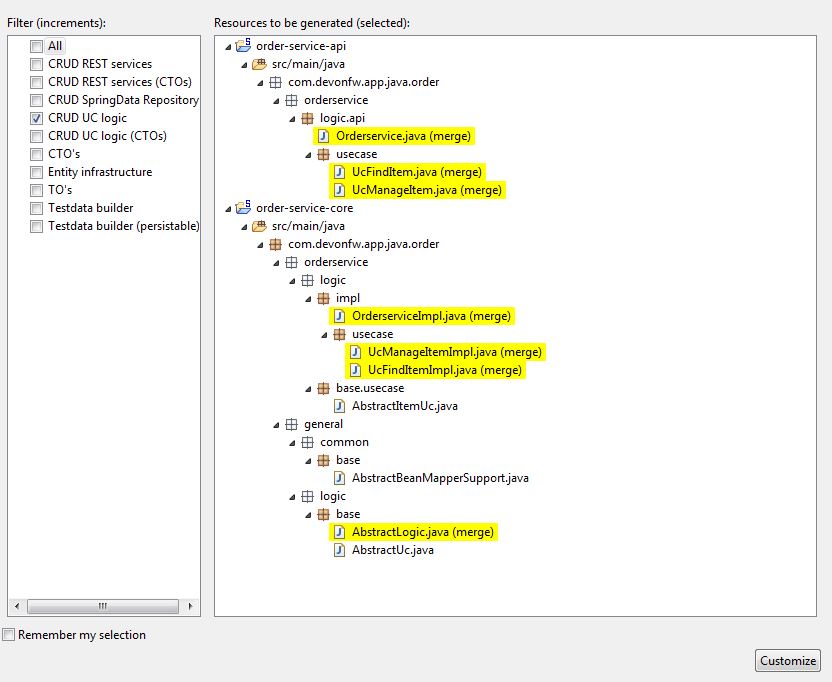 Filter (increments):
All
CRUD REST services
CRUD REST services (CTOs)
CRUD SpringData Repository
CRUD UC logic
CRUD UC logic (CTOs)
CTO's
Entity infrastructure
TO's
Testdata builder
Testdata builder (persistable)
Remember my selection
Resources to be generated (selected):
order-service-api
src/main/java
com.devonfw.app.java.order
orderservice
logic.api
Orderservice.java (merge)
usecase
UcFindItem.java (merge)
UcManageItem.java (merge)
order-service-core
src/main/java
com.devonfw.app.java.order
orderservice
logic
impl
OrderserviceImpl.java (merge)
usecase
UcManageItemImpl.java (merge)
UcFindItemImpl.java (merge)
base.usecase
AbstractItemUc.java
general
common
base
AbstractBeanMapperSupport.java
logic
base
AbstractLogic.java (merge)
AbstractUc.java
Customize